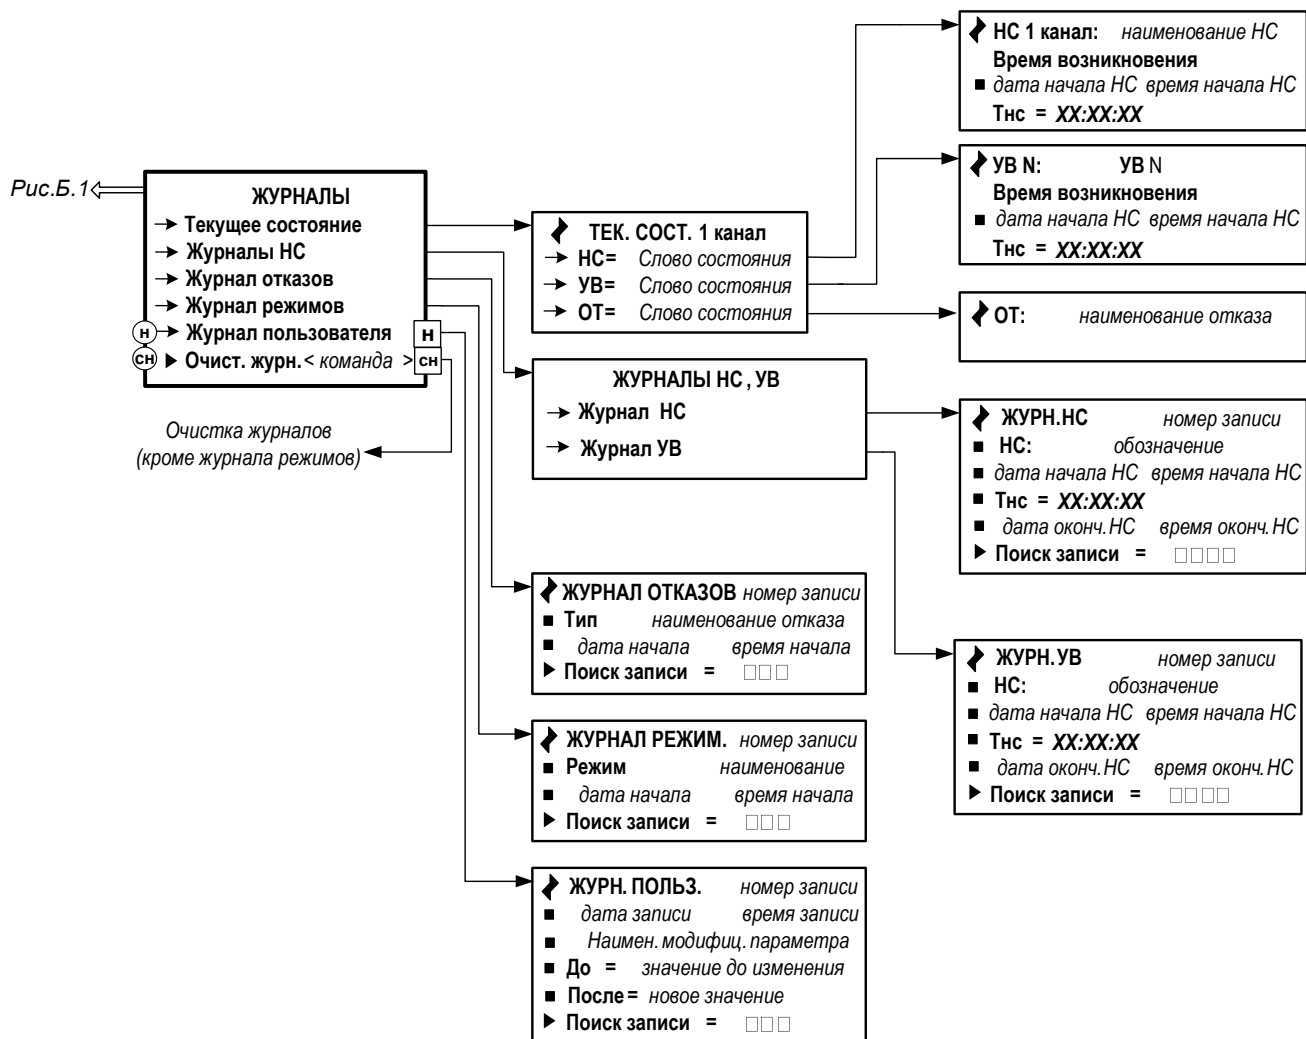 Рис.Б.1
ЖУРНАЛЫ
Текущее состояние
Журналы НС
Журнал отказов
Журнал режимов
Н Журнал пользователя Н
СН Очист. журн. < команда > СН
Очистка журналов
(кроме журнала режимов)
ТЕК. СОСТ. 1 канал
НС= Слово состояния
УВ= Слово состояния
ОТ= Слово состояния
ЖУРНАЛЫ НС , УВ
Журнал НС
Журнал УВ
ЖУРНАЛ ОТКАЗОВ номер записи
Тип наименование отказа
дата начала время начала
Поиск записи = □□□
ЖУРНАЛ РЕЖИМ. номер записи
Режим наименование
дата начала время начала
Поиск записи = □□□
ЖУРН. ПОЛЬЗ. номер записи
дата записи время записи
Наимен. модифиц. параметра
До = значение до изменения
После = новое значение
Поиск записи = □□□
НС 1 канал: наименование НС
Время возникновения
дата начала НС время начала НС
Тнс = XX:XX:XX
УВ N: УВ N
Время возникновения
дата начала НС время начала НС
Тнс = XX:XX:XX
ОТ: наименование отказа
ЖУРН.НС номер записи
НС: обозначение
дата начала НС время начала НС
Тнс = XX:XX:XX
дата оконч. НС время оконч. НС
Поиск записи = □□□□
ЖУРН.УВ номер записи
НС: обозначение
дата начала НС время начала НС
Тнс = XX:XX:XX
дата оконч. НС время оконч. НС
Поиск записи = □□□□